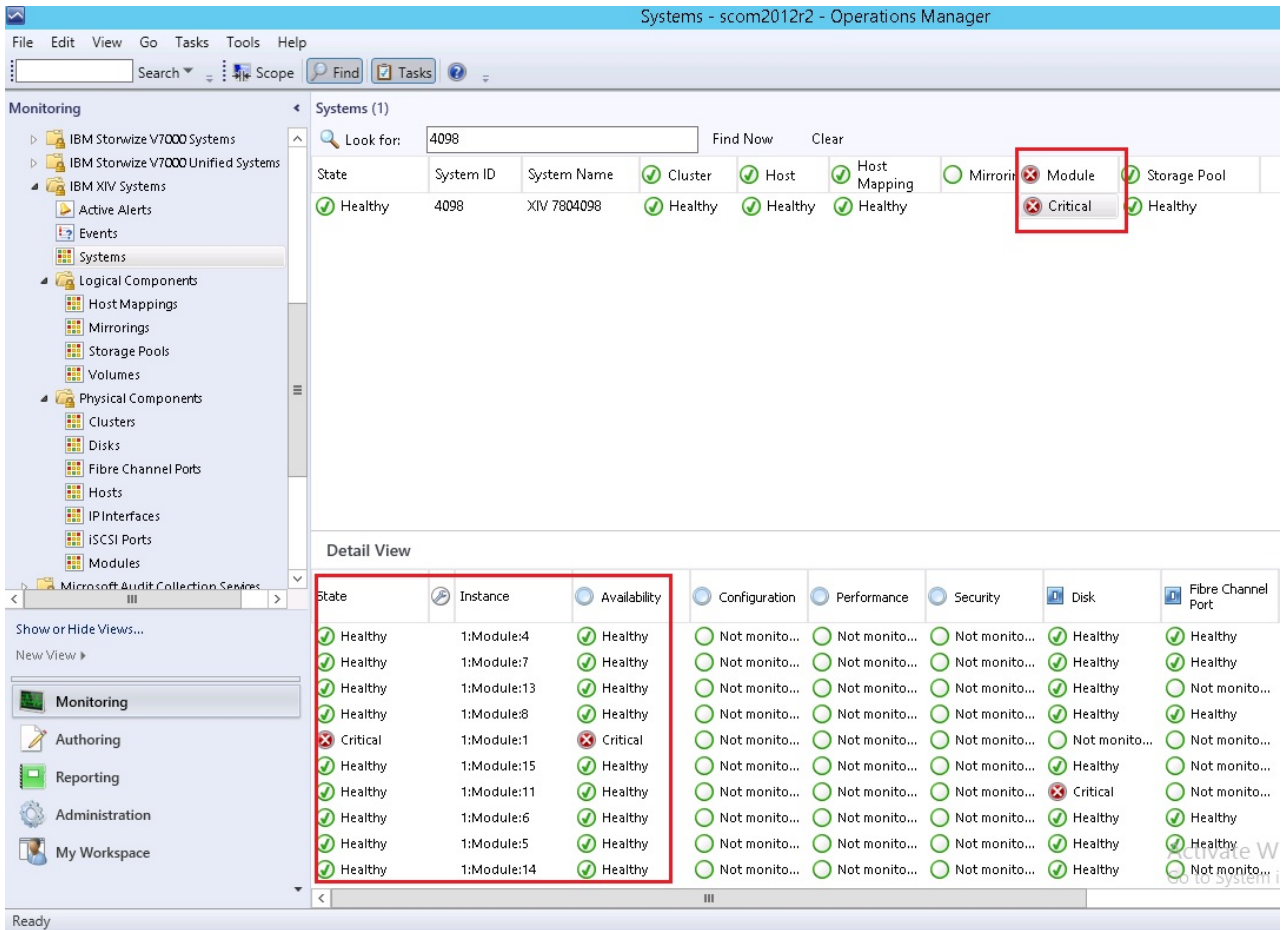 Systems - scom2012r2 - Operations Manager
File Edit View Go Tasks Tools Help
Search Scope Find Tasks
Monitoring
IBM Storwize V7000 Systems
IBM Storwize V7000 Unified Systems
IBM XIV Systems
Active Alerts
Events
Systems
Logical Components
Host Mappings
Mirrorings
Storage Pools
Volumes
Physical Components
Clusters
Disks
Fibre Channel Ports
Hosts
IP Interfaces
iSCSI Ports
Modules
Microsoft Audit Collection Services
Show or Hide Views...
New View
Monitoring
Authoring
Reporting
Administration
My Workspace
Systems (1)
Look for: 4098 Find Now Clear
State System ID System Name Cluster Host Host Mapping Mirrorin Module Storage Pool
Healthy 4098 XIV 7804098 Healthy Healthy Healthy Critical Healthy
Detail View
State Instance Availability Configuration Performance Security Disk Fibre Channel Port
Healthy 1:Module:4 Healthy Not monito... Not monito... Not monito... Healthy Healthy
Healthy 1:Module:7 Healthy Not monito... Not monito... Not monito... Healthy Healthy
Healthy 1:Module:13 Healthy Not monito... Not monito... Not monito... Healthy Not monito...
Healthy 1:Module:8 Healthy Not monito... Not monito... Not monito... Healthy Healthy
Critical 1:Module:1 Critical Not monito... Not monito... Not monito... Not monito... Not monito...
Healthy 1:Module:15 Healthy Not monito... Not monito... Not monito... Healthy Not monito...
Healthy 1:Module:11 Healthy Not monito... Not monito... Not monito... Critical Not monito...
Healthy 1:Module:6 Healthy Not monito... Not monito... Not monito... Healthy Healthy
Healthy 1:Module:5 Healthy Not monito... Not monito... Not monito... Healthy Healthy
Healthy 1:Module:14 Healthy Not monito... Not monito... Not monito... Healthy Not monito...
Activate W
Go to System i
Ready